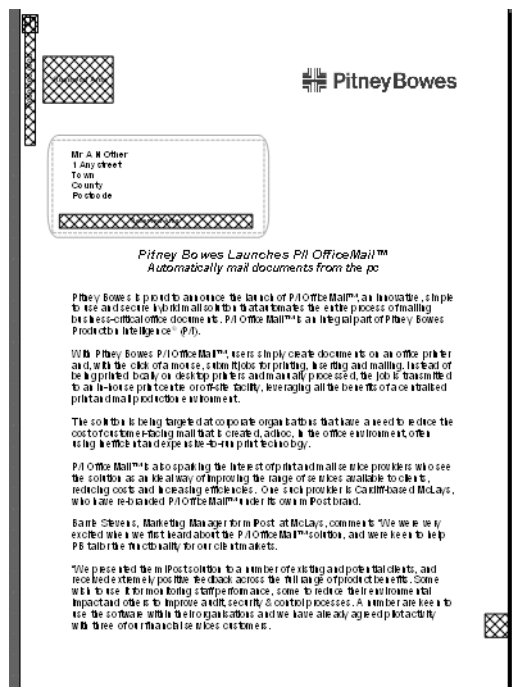 PitneyBowes
Mr A N Other
1 Any street
Town
County
Postcode
Pitney Bowes Launches P/I OfficeMail™
Automatically mail documents from the pc
Pitney Bowes is proud to announce the launch of P/I OfficeMail™, an innovative, simple
to use and secure hybrid mail solution that automates the entire process of mailing
business-critical office documents. P/I OfficeMail™ is an integral part of Pitney Bowes
Production Intelligence® (P/I).
With Pitney Bowes P/I OfficeMail™, users simply create documents on an office printer
and, with the click of a mouse, submit jobs for printing, inserting and mailing. Instead of
being printed locally on desktop printers and manually processed, the job is transmitted
to an in-house print centre or off-site facility, leveraging all the benefits of a centralised
print and mail production environment.
The solution is being targeted at corporate organisations that have a need to reduce the
cost of customer-facing mail that is created, adhoc, in the office environment, often
using inefficient and expensive-to-run print technology.
P/I OfficeMail™ is also sparking the interest of print and mail service providers who see
the solution as an ideal way of improving the range of services available to clients,
reducing costs and increasing efficiencies. One such provider is Cardiff-based McLays,
who have re-branded P/I OfficeMail™ under its own m Post brand.
Barrie Stevens, Marketing Manager for m Post at McLays, comments "We were very
excited when we first heard about the P/I OfficeMail™ solution, and were keen to help
PB tailor the functionality for our client markets.
"We presented the miPost solution to a number of existing and potential clients, and
received extremely positive feedback across the full range of product benefits. Some
wish to use it for monitoring staff performance, some to reduce their environmental
impact and others to improve audit, security & control processes. A number are keen to
use the software within their organisations and we have already agreed pilot activity
with three of our financial services customers.